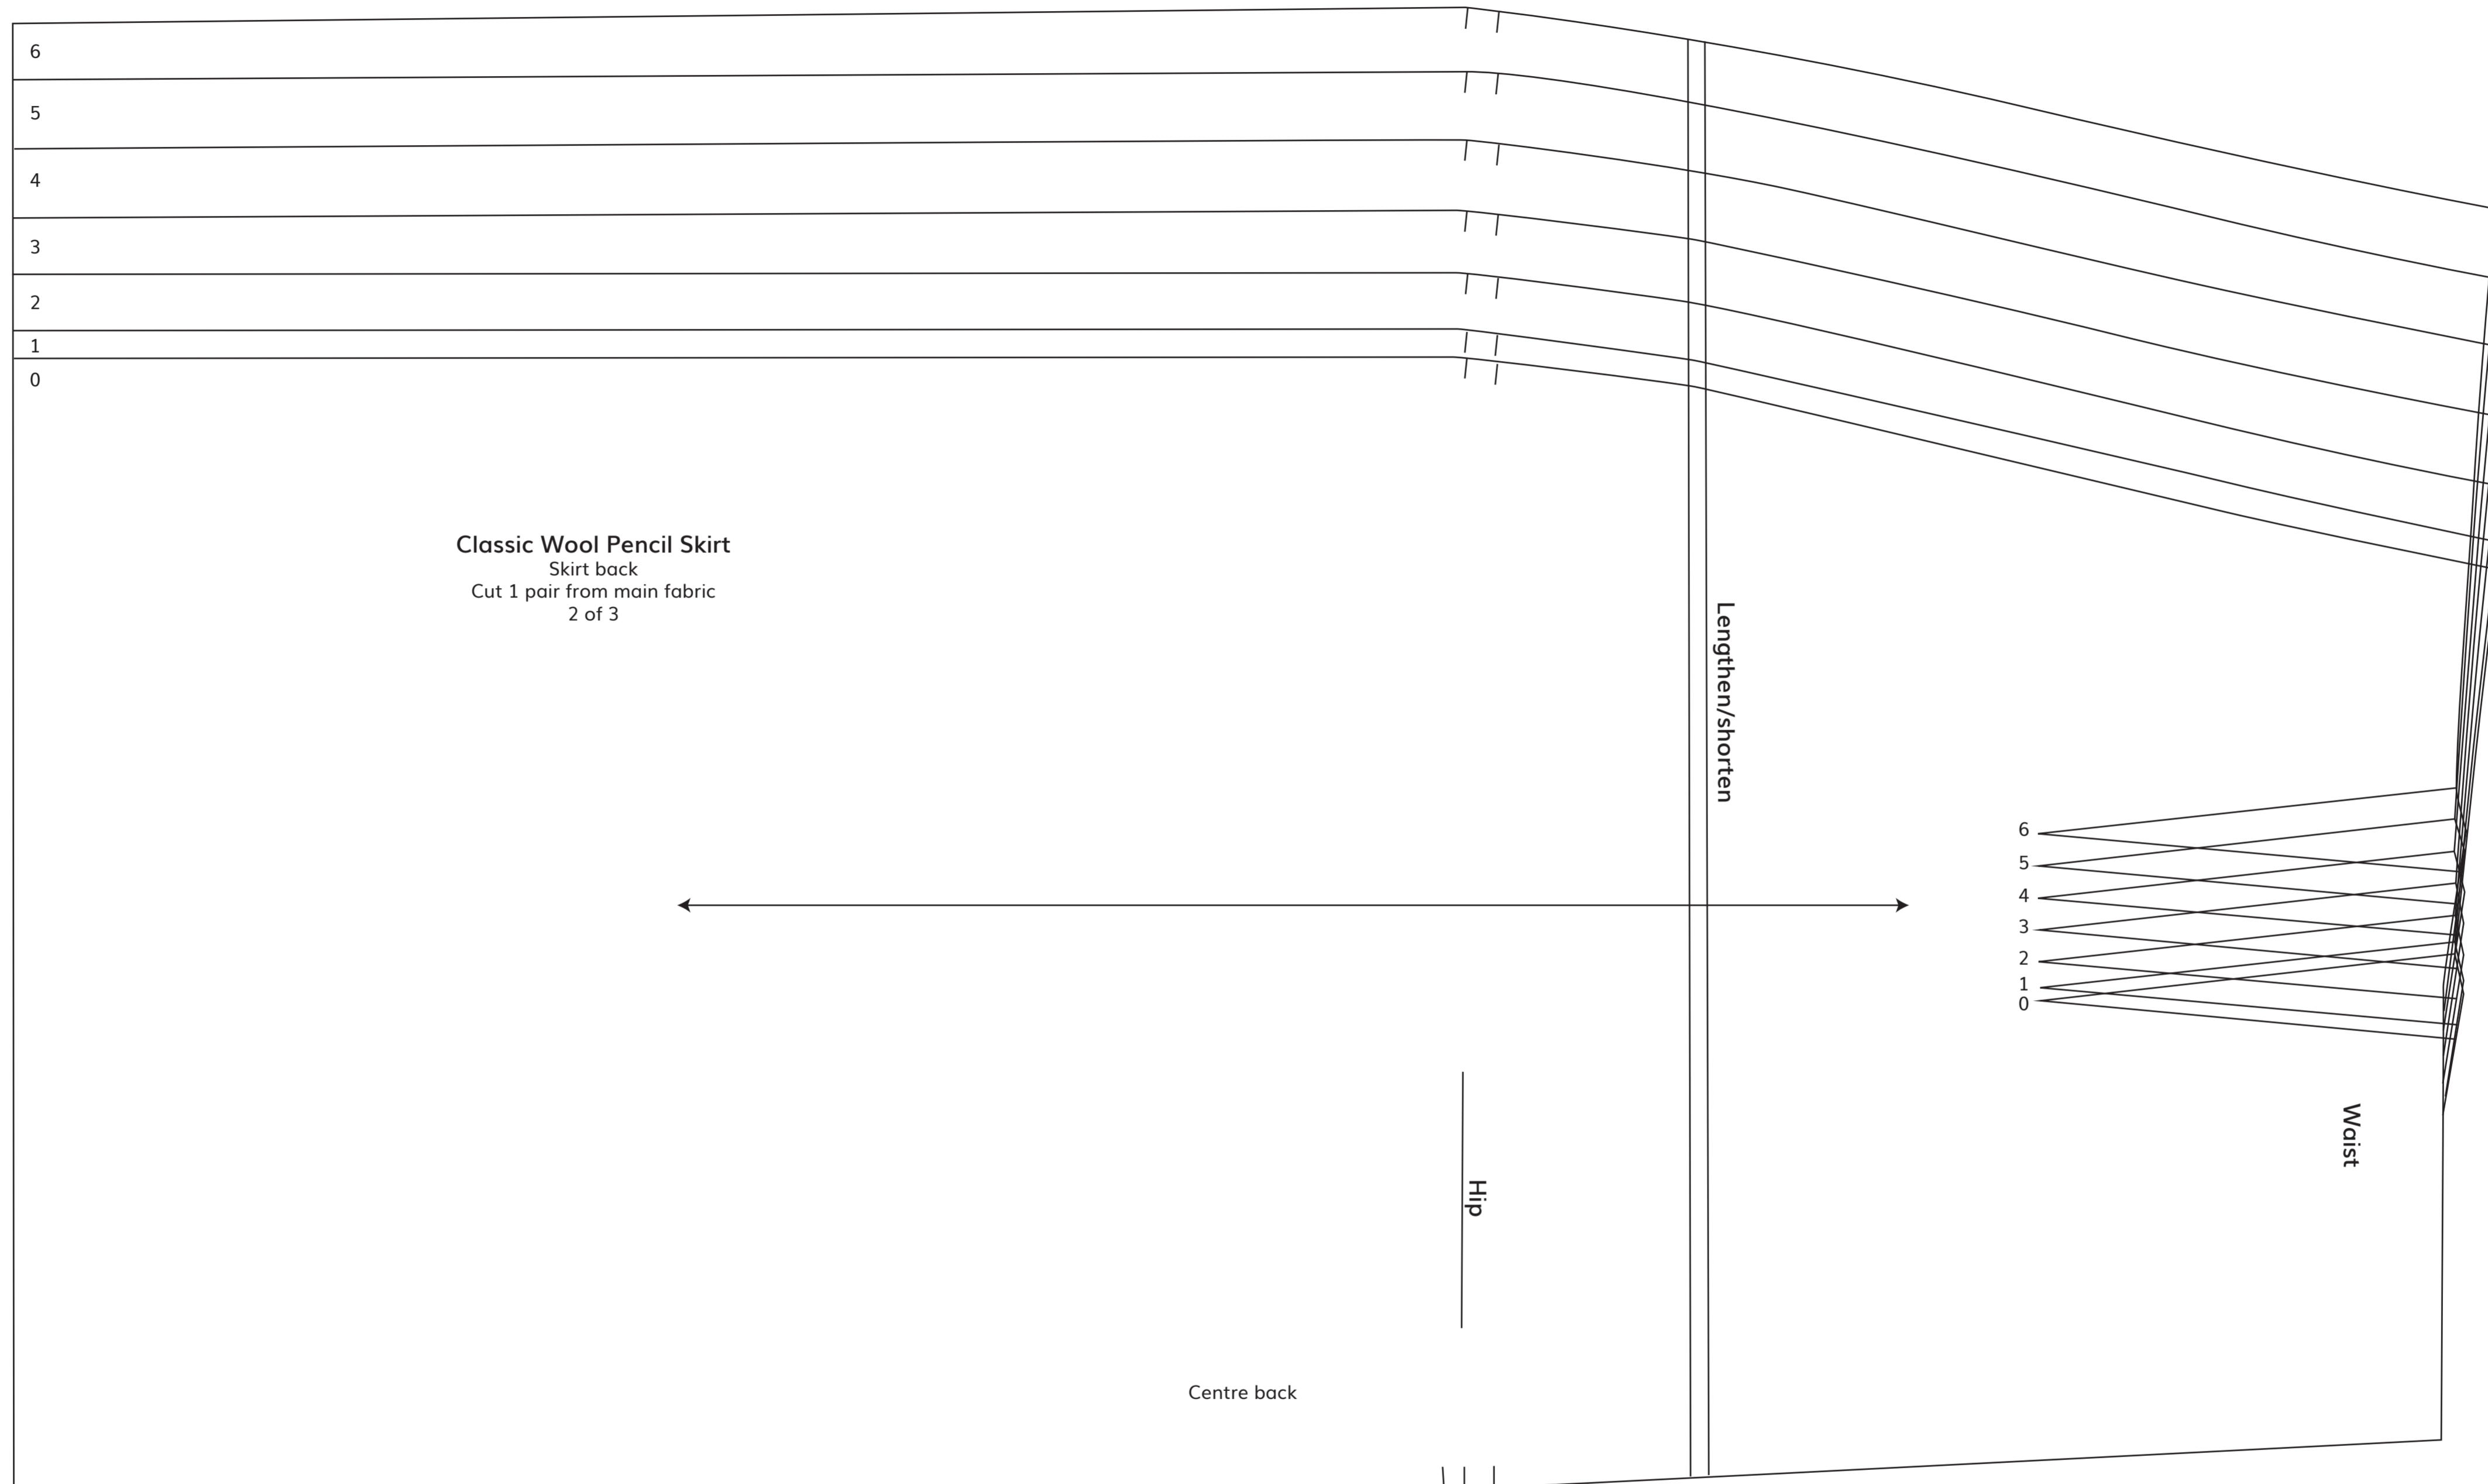 6
5
4
3
2
1
0
Classic Wool Pencil Skirt
Skirt back
Cut 1 pair from main fabric
2 of 3
Lengthen/shorten
6
5
4
3
2
1
0
Waist
Hip
Centre back